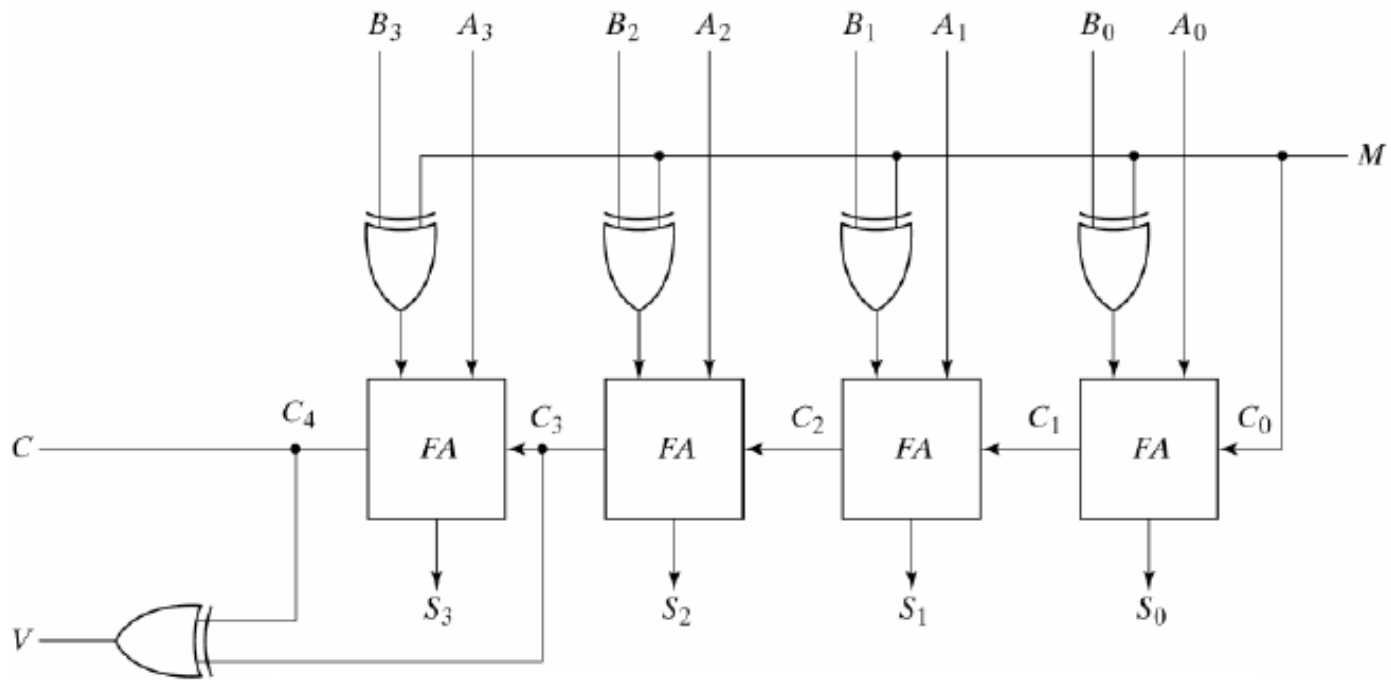 B3 A3 B2 A2 B1 A1 B0 A0
M
C4 C3 C2 C1 C0
C FA FA FA FA
S3 S2 S1 S0
V